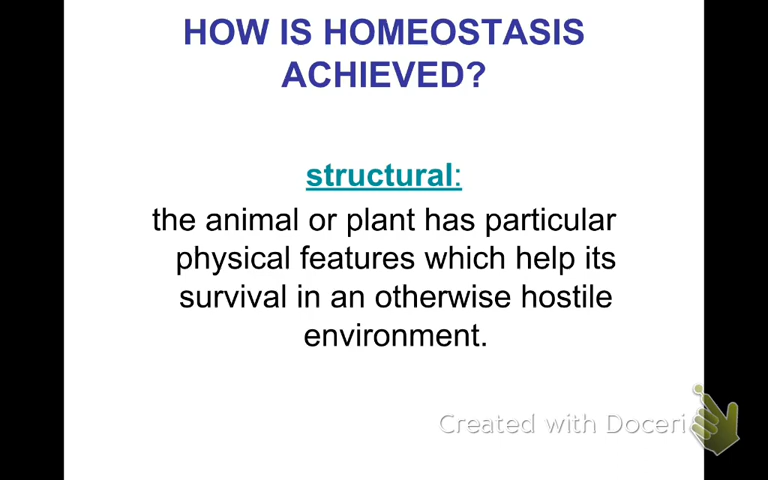 HOW IS HOMEOSTASIS
ACHIEVED?
structural:
the animal or plant has particular
physical features which help its
survival in an otherwise hostile
environment.
Created with Doceri